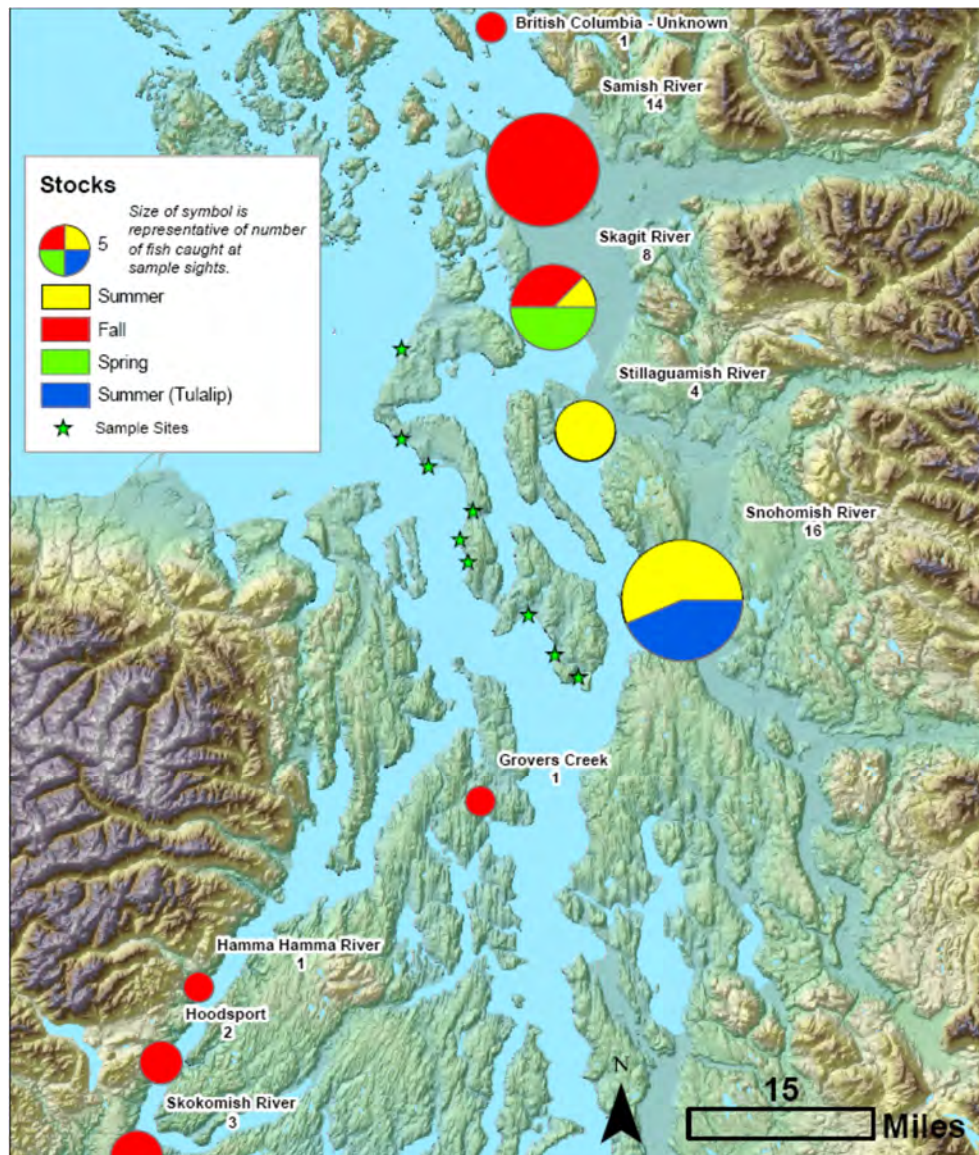 British Columbia - Unknown
1
Samish River
14
Stocks
5
Size of symbol is
representative of number
of fish caught at
sample sights.
Summer
Fall
Spring
Summer (Tulalip)
Sample Sites
Skagit River
8
Stillaguamish River
4
Snohomish River
16
Grovers Creek
1
Hamma Hamma River
1
Hoodsport
2
Skokomish River
3
N
15
Miles